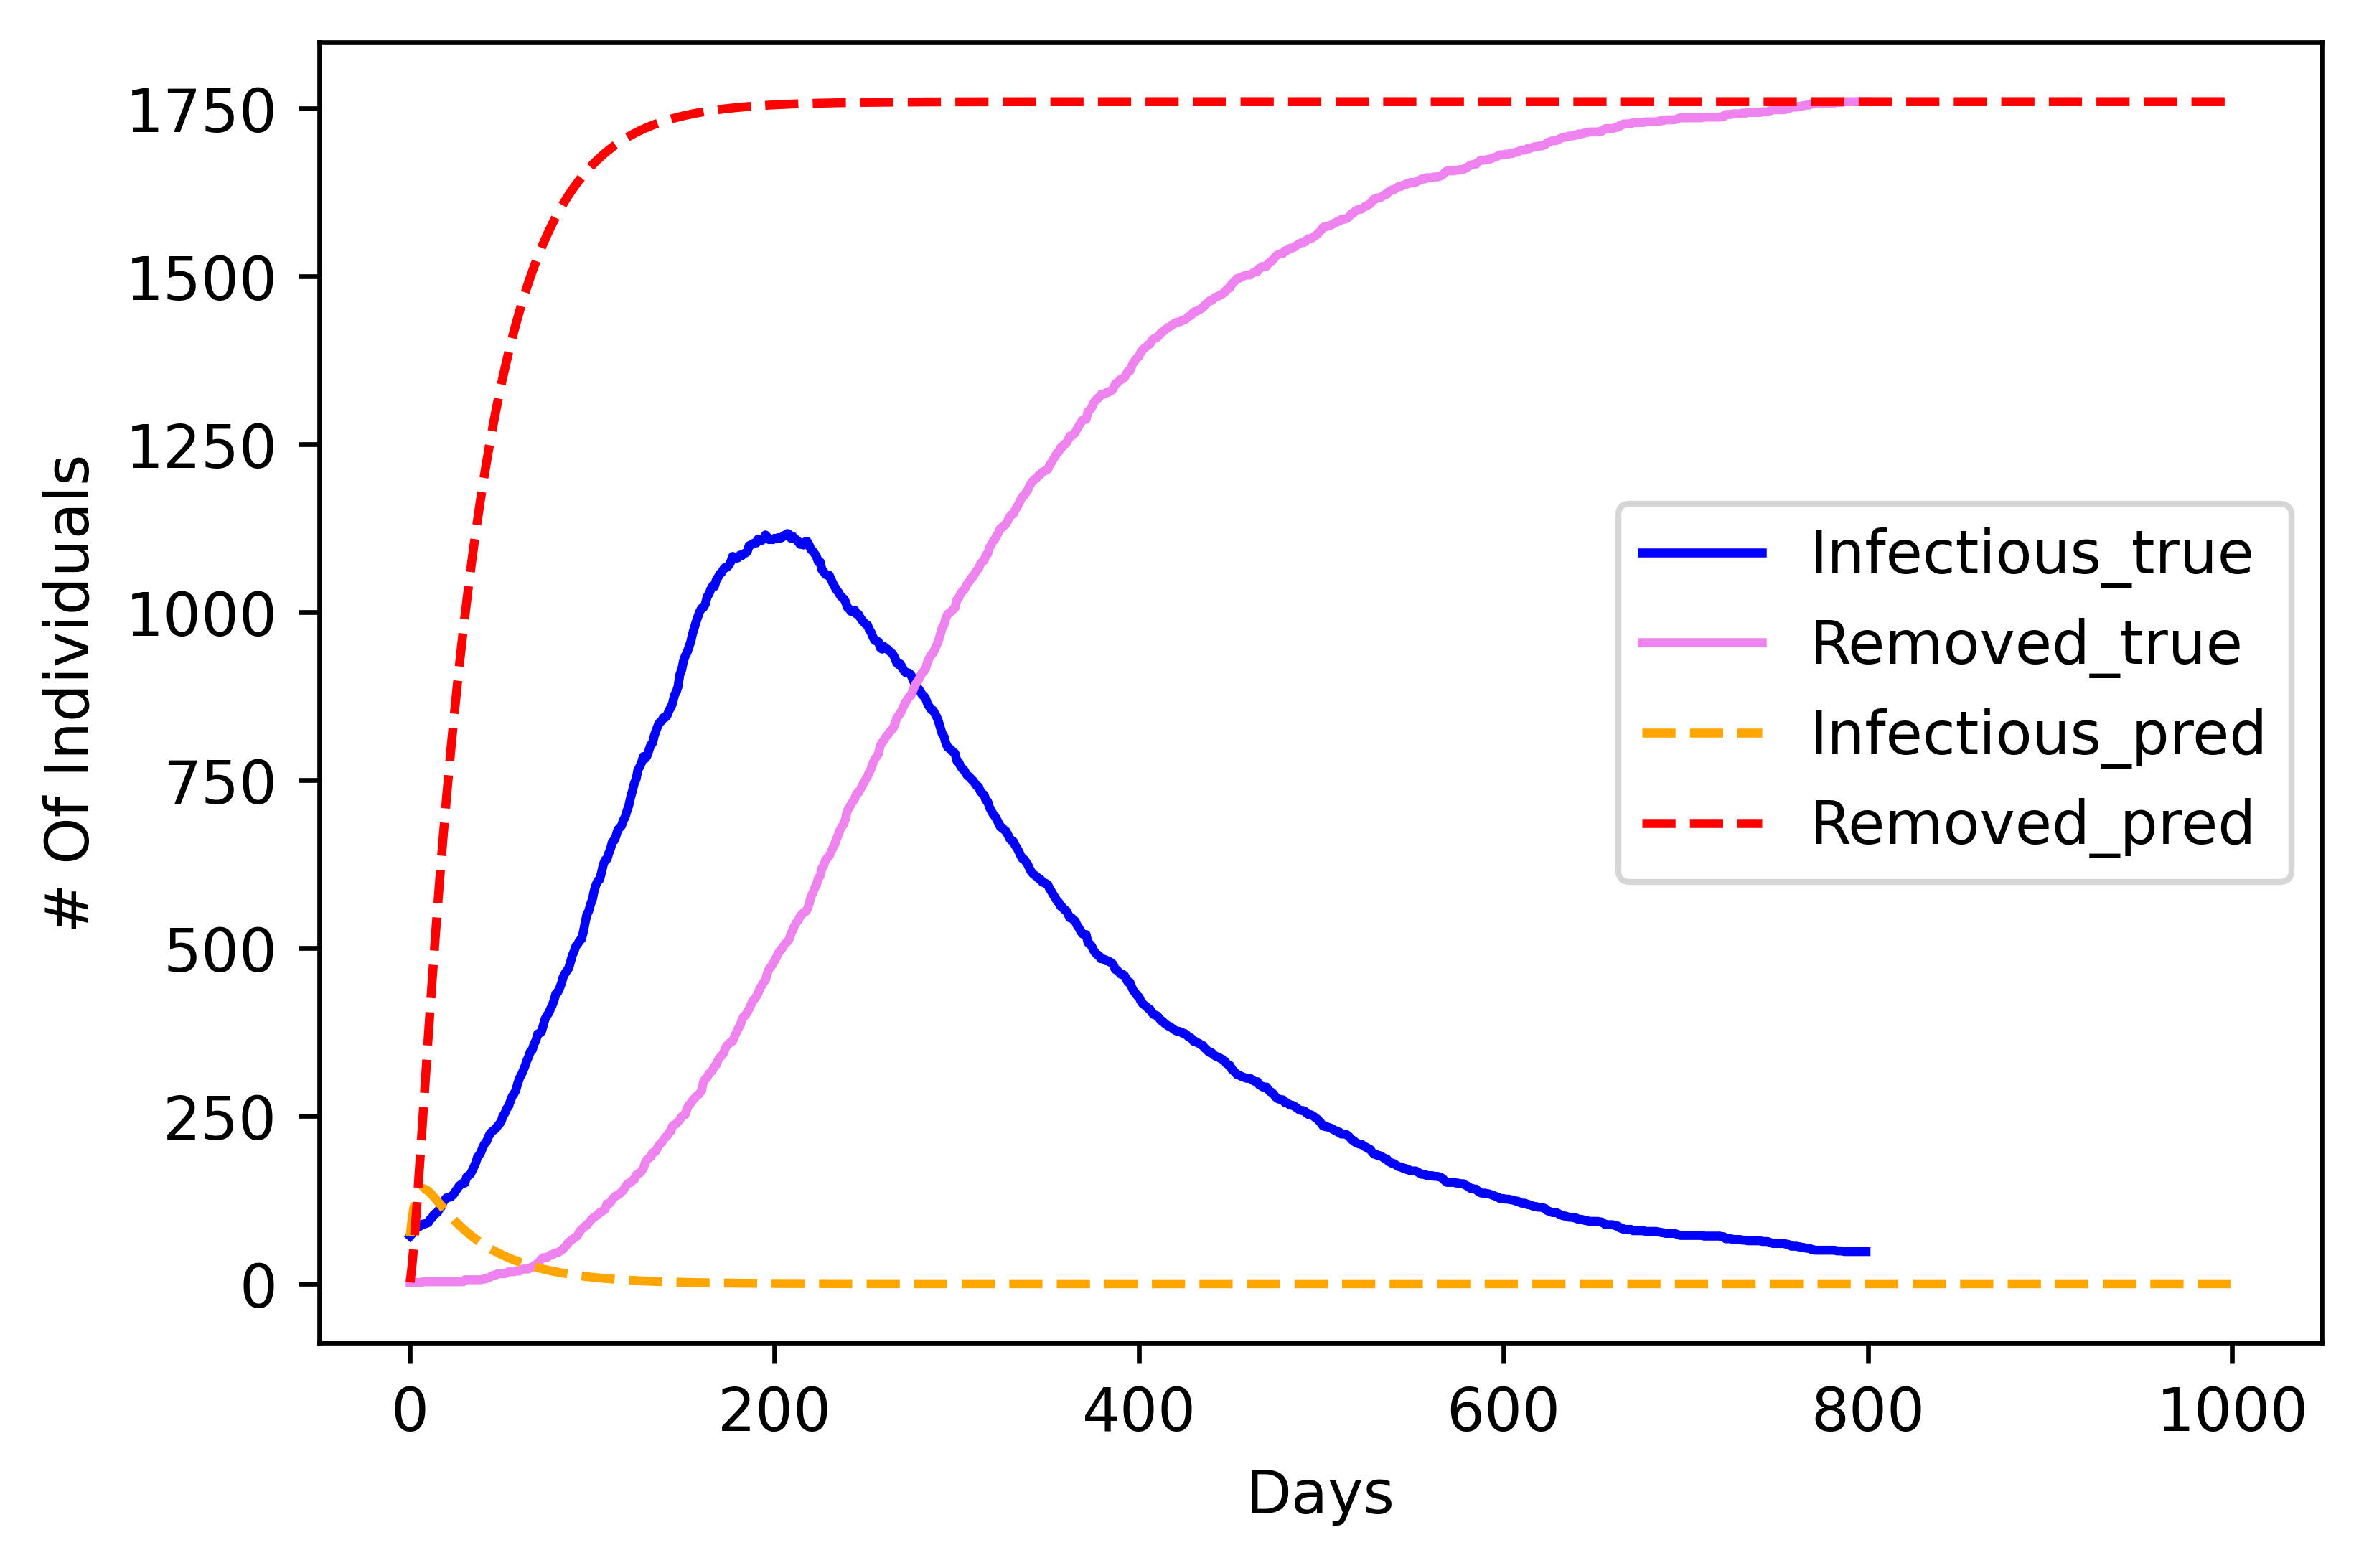 # Of Individuals
1750
1500
1250
1000
750
500
250
0
Infectious_true
Removed_true
Infectious_pred
Removed_pred
0 200 400 600 800 1000
Days